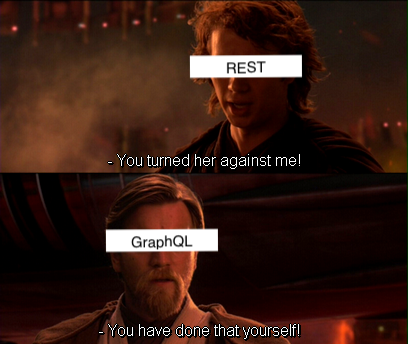 REST
- You turned her against me!
GraphQL
- You have done that yourself!